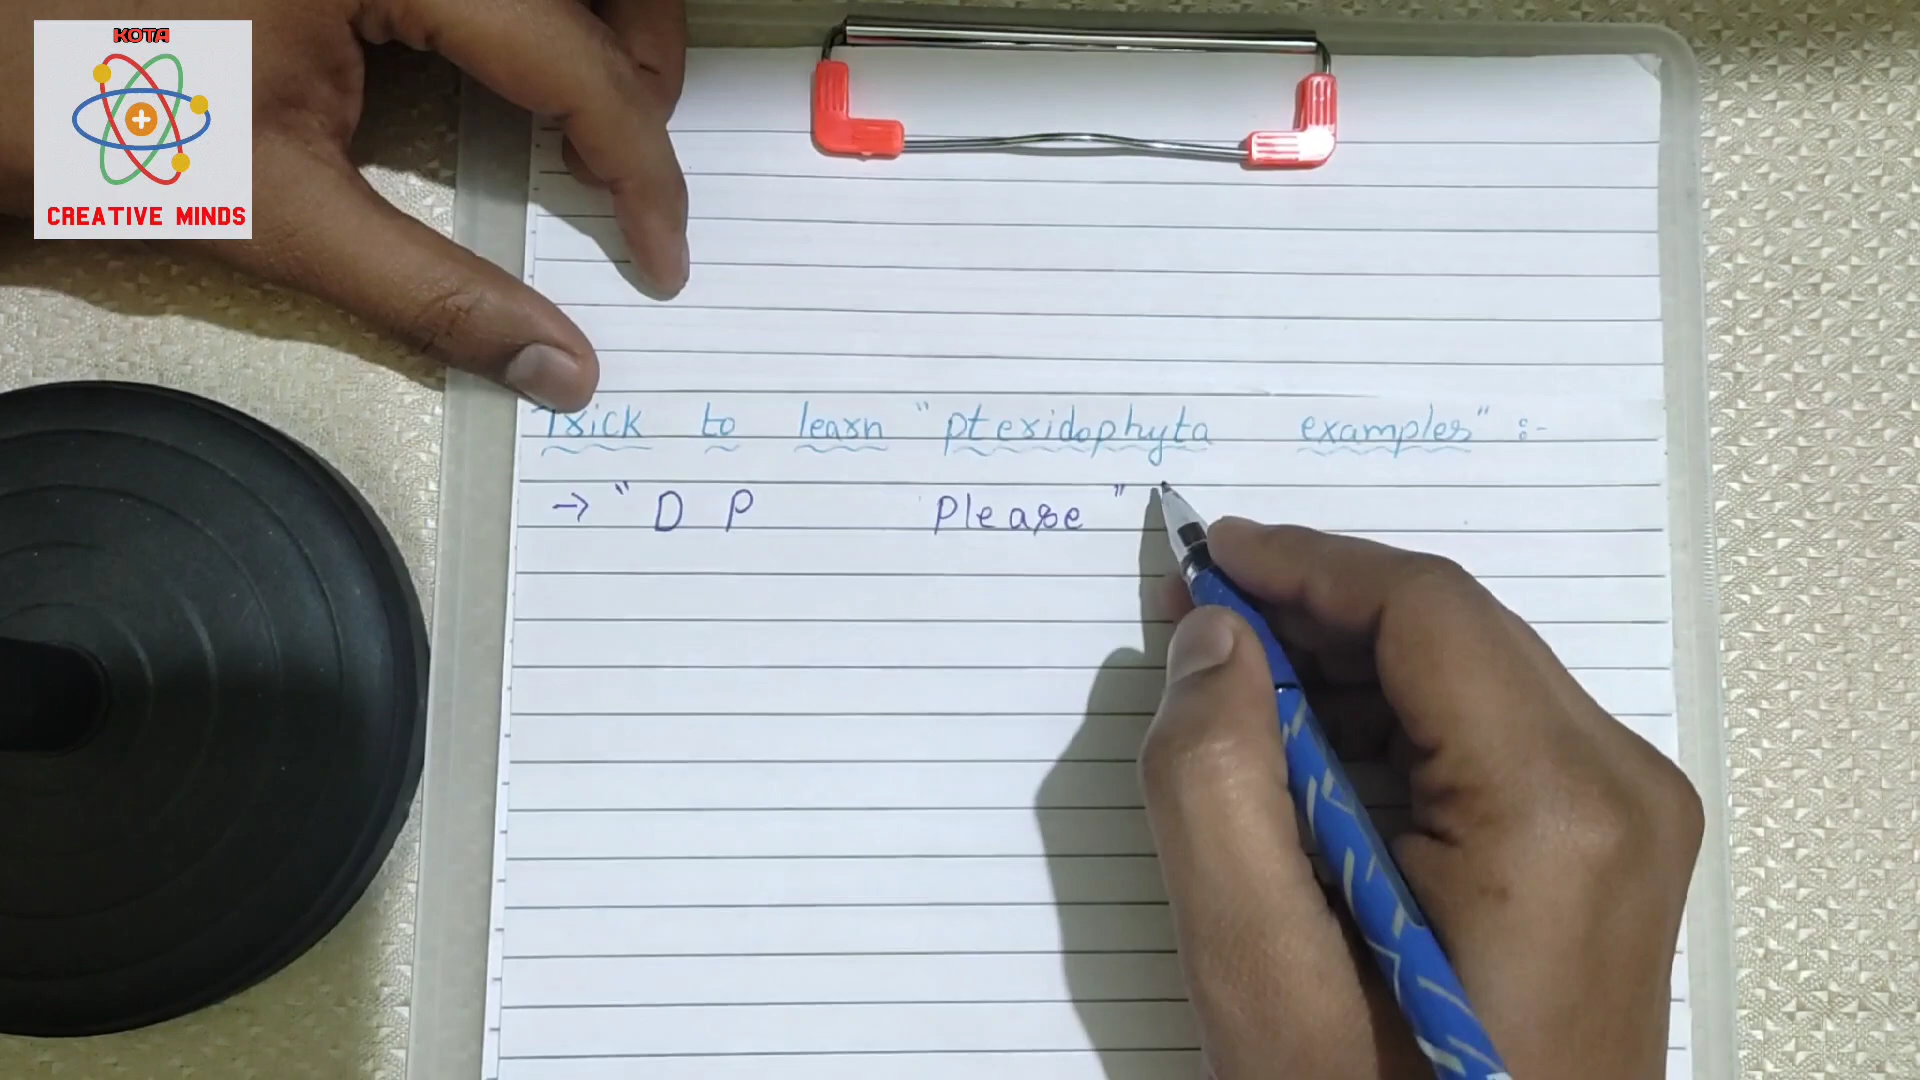 KOTA
CREATIVE MINDS
Trick to learn "pteridophyta examples" :-
→ " D P Please "